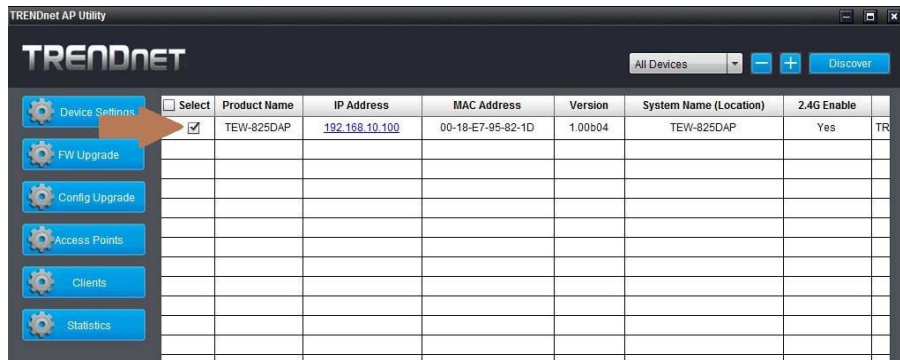 TRENDnet AP Utility
TRENDNET
All Devices - + Discover
Select Product Name IP Address MAC Address Version System Name (Location) 2.4G Enable
TEW-825DAP 192.168.10.100 00-18-E7-95-82-1D 1.00b04 TEW-825DAP Yes TR
Device Settings
FW Upgrade
Config Upgrade
Access Points
Clients
Statistics